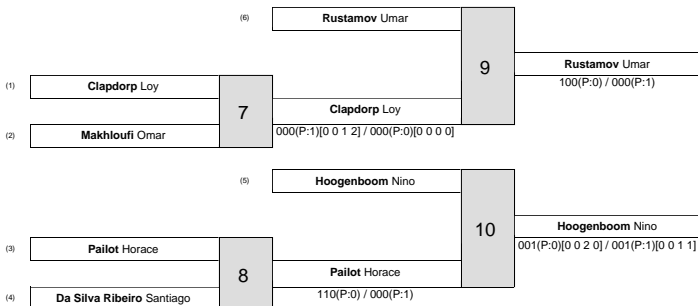 (6) Rustamov Umar
9
Rustamov Umar
100(P:0) / 000(P:1)
(1) Clapdorp Loy
7
Clapdorp Loy
000(P:1)[0 0 1 2] / 000(P:0)[0 0 0 0]
(2) Makhloufi Omar
(5) Hoogenboom Nino
10
Hoogenboom Nino
001(P:0)[0 0 2 0] / 001(P:1)[0 0 1 1]
(3) Pailot Horace
8
Pailot Horace
110(P:0) / 000(P:1)
(4) Da Silva Ribeiro Santiago